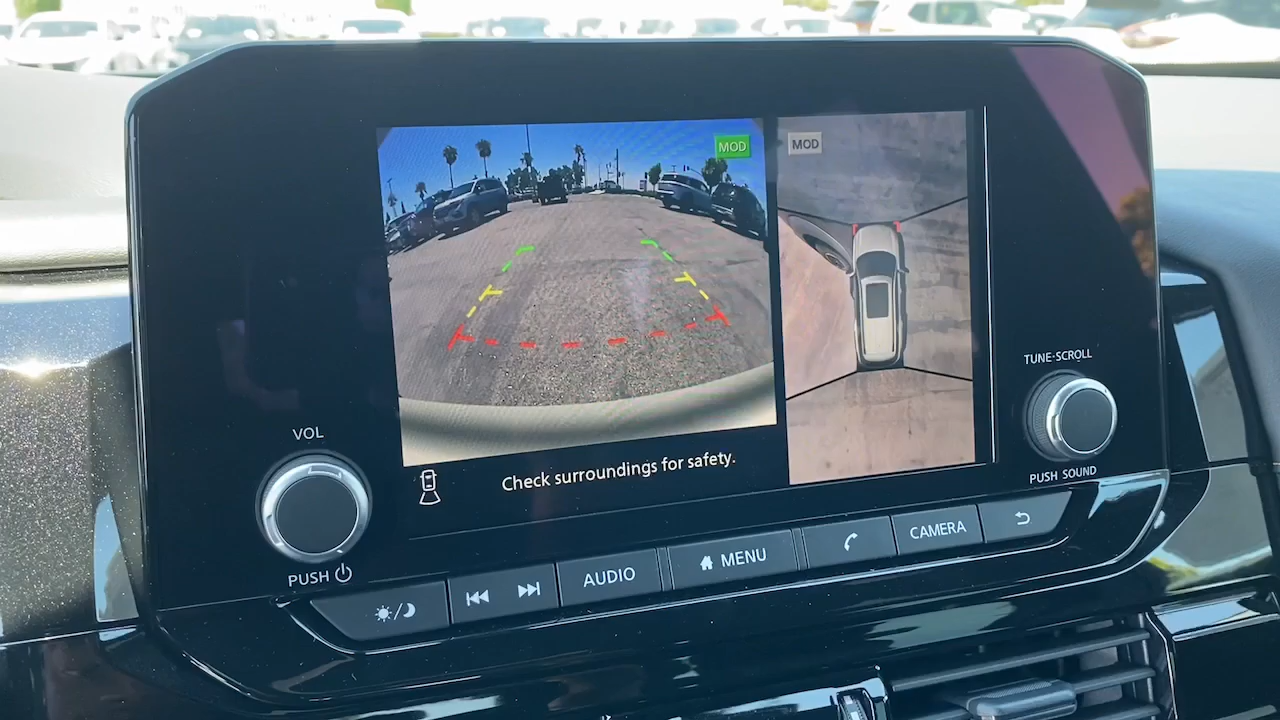 MOD
MOD
Check surroundings for safety.
VOL
PUSH
TUNE·SCROLL
PUSH SOUND
AUDIO
MENU
CAMERA